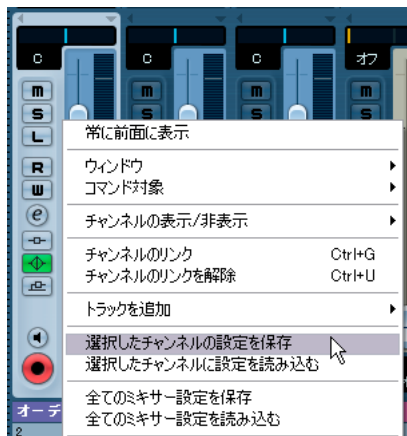 C C C オフ
m m m m
S S S S
L
R
W
e
常に前面に表示
ウィンドウ
コマンド対象
チャンネルの表示/非表示
チャンネルのリンク Ctrl+G
チャンネルのリンクを解除 Ctrl+U
トラックを追加
選択したチャンネルの設定を保存
選択したチャンネルに設定を読み込む
全てのミキサー設定を保存
全てのミキサー設定を読み込む
オーデ
2